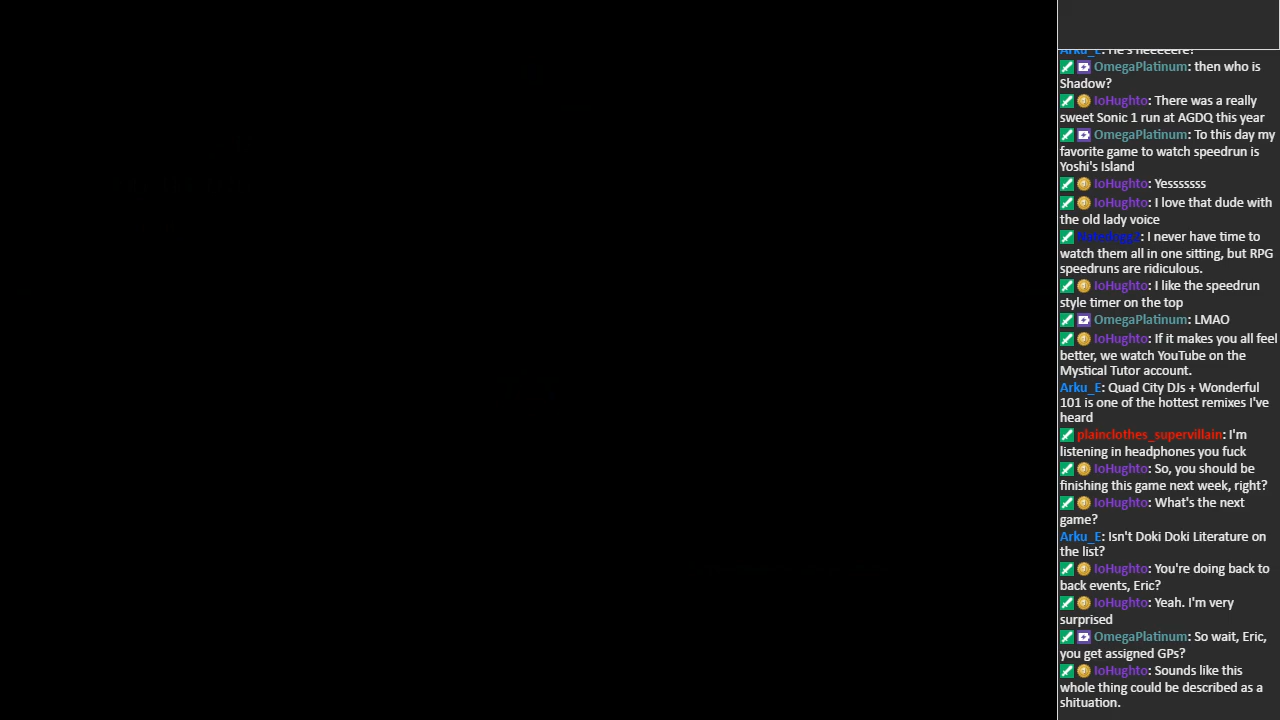 Arku_E: He's heeeeere!
OmegaPlatinum: then who is
Shadow?
IoHughto: There was a really
sweet Sonic 1 run at AGDQ this year
OmegaPlatinum: To this day my
favorite game to watch speedrun is
Yoshi's Island
IoHughto: Yesssssss
IoHughto: I love that dude with
the old lady voice
Natedogg3: I never have time to
watch them all in one sitting, but RPG
speedruns are ridiculous.
IoHughto: I like the speedrun
style timer on the top
OmegaPlatinum: LMAO
IoHughto: If it makes you all feel
better, we watch YouTube on the
Mystical Tutor account.
Arku_E: Quad City DJs + Wonderful
101 is one of the hottest remixes I've
heard
plainclothes_supervillain: I'm
listening in headphones you fuck
IoHughto: So, you should be
finishing this game next week, right?
IoHughto: What's the next
game?
Arku_E: Isn't Doki Doki Literature on
the list?
IoHughto: You're doing back to
back events, Eric?
IoHughto: Yeah. I'm very
surprised
OmegaPlatinum: So wait, Eric,
you get assigned GPs?
IoHughto: Sounds like this
whole thing could be described as a
shituation.